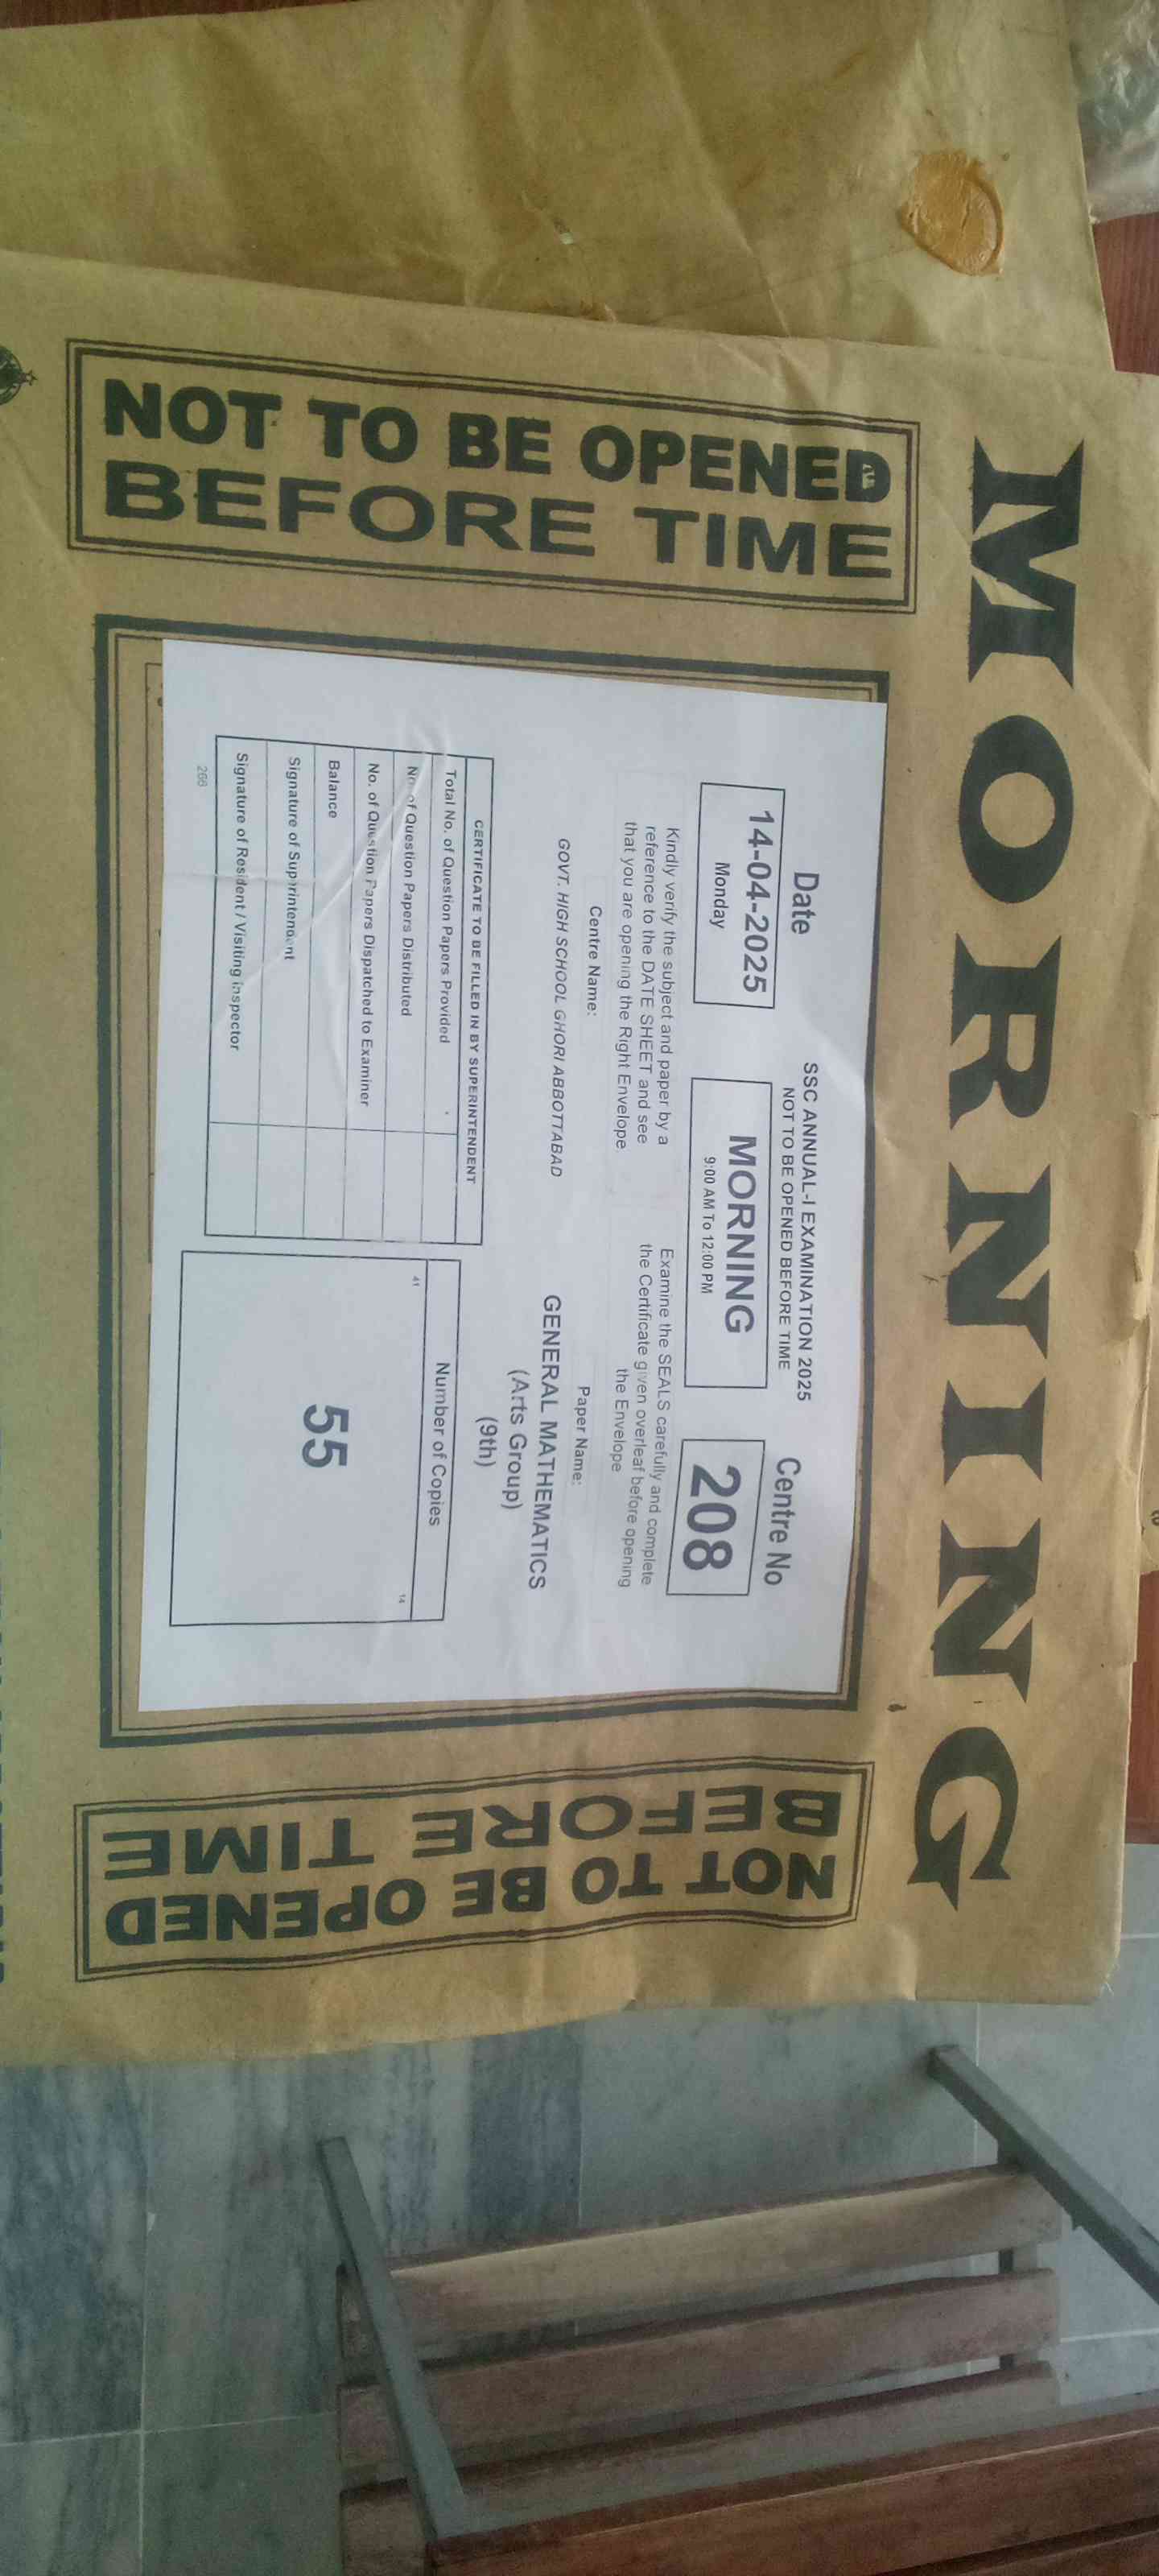 MORNING
NOT TO BE OPENED
BEFORE TIME
SSC ANNUAL-I EXAMINATION 2025
NOT TO BE OPENED BEFORE TIME
Date
14-04-2025
Monday
MORNING
9:00 AM To 12:00 PM
Centre No
208
Kindly verify the subject and paper by a
reference to the DATE SHEET and see
that you are opening the Right Envelope
Examine the SEALS carefully and complete
the Certificate given overleaf before opening
the Envelope
Centre Name:
GOVT. HIGH SCHOOL GHORI ABBOTTABAD
Paper Name:
GENERAL MATHEMATICS
(Arts Group)
(9th)
CERTIFICATE TO BE FILLED IN BY SUPERINTENDENT
Total No. of Question Papers Provided
No. of Question Papers Distributed
No. of Question Papers Dispatched to Examiner
Balance
Signature of Superintendent
Signature of Resident / Visiting inspector
Number of Copies
41
14
55
266
NOT TO BE OPENED
BEFORE TIME